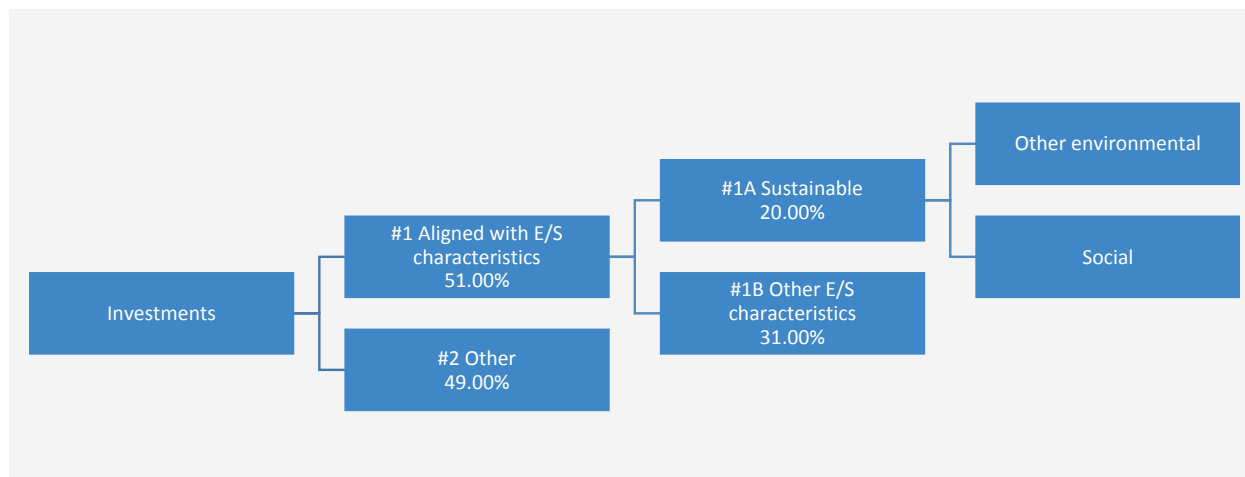 Investments
#1 Aligned with E/S
characteristics
51.00%
#2 Other
49.00%
#1A Sustainable
20.00%
#1B Other E/S
characteristics
31.00%
Other environmental
Social